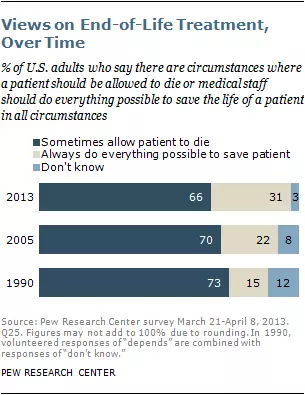 Views on End-of-Life Treatment,
Over Time
% of U.S. adults who say there are circumstances where
a patient should be allowed to die or medical staff
should do everything possible to save the life of a patient
in all circumstances
Sometimes allow patient to die
Always do everything possible to save patient
Don't know
2013 66 31 3
2005 70 22 8
1990 73 15 12
Source: Pew Research Center survey March 21-April 8, 2013.
Q25. Figures may not add to 100% due to rounding. In 1990,
volunteered responses of "depends" are combined with
responses of "don't know."
PEW RESEARCH CENTER